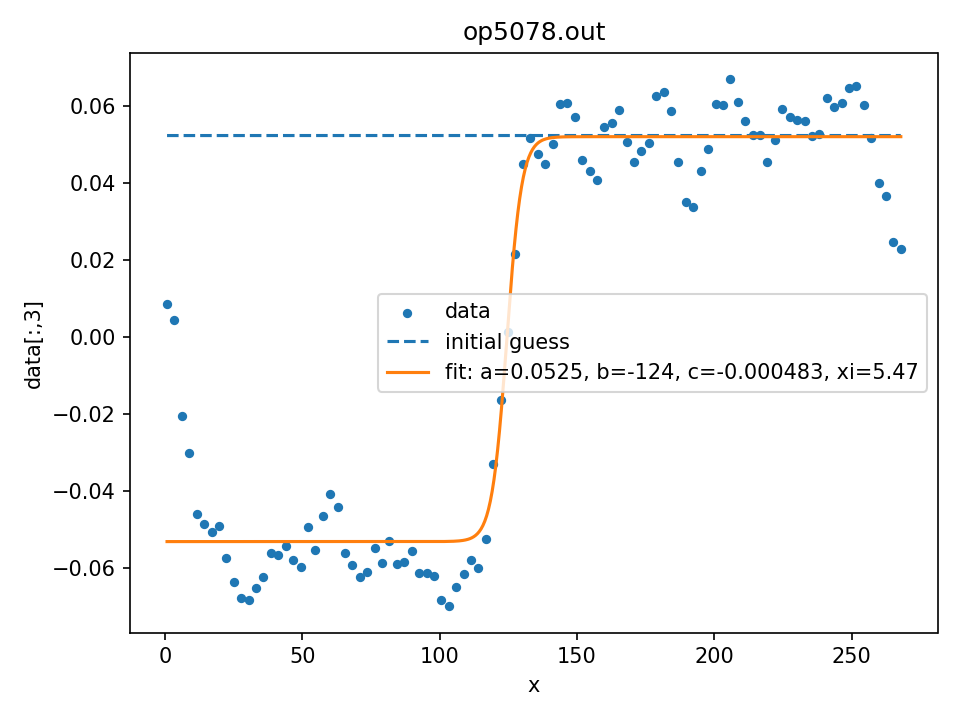 op5078.out
0.06
0.04
0.02
0.00
−0.02
−0.04
−0.06
data[:,3]
data
initial guess
fit: a=0.0525, b=-124, c=-0.000483, xi=5.47
0
50
100
150
200
250
x